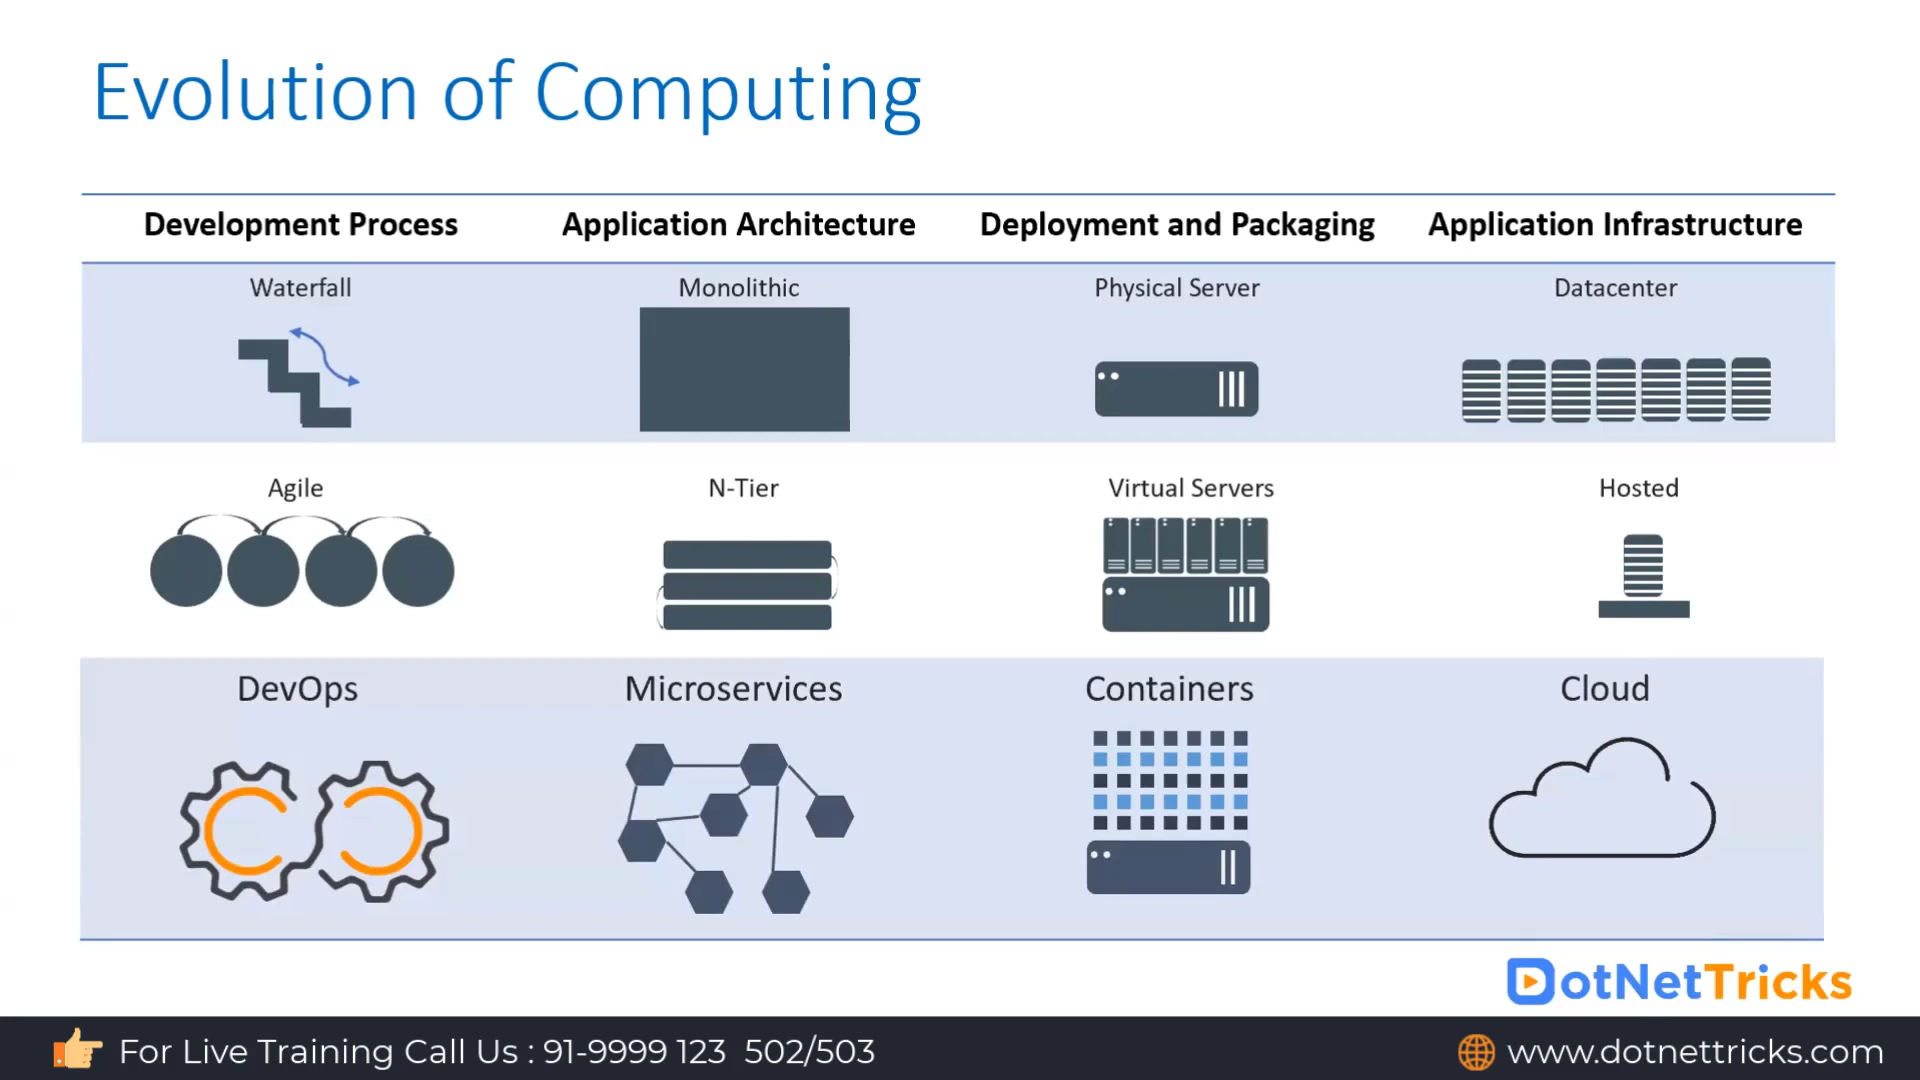 Evolution of Computing
Development Process Application Architecture Deployment and Packaging Application Infrastructure
Waterfall Monolithic Physical Server Datacenter
Agile N-Tier Virtual Servers Hosted
DevOps Microservices Containers Cloud
DotNetTricks
For Live Training Call Us : 91-9999 123 502/503 www.dotnettricks.com